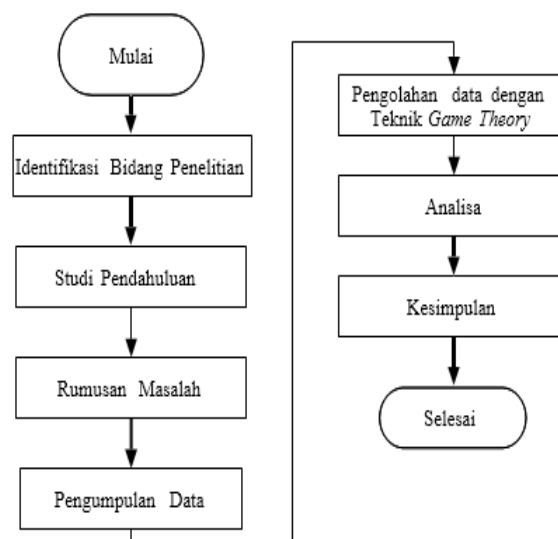 Mulai
Identifikasi Bidang Penelitian
Studi Pendahuluan
Rumusan Masalah
Pengumpulan Data
Pengolahan data dengan
Teknik Game Theory
Analisa
Kesimpulan
Selesai